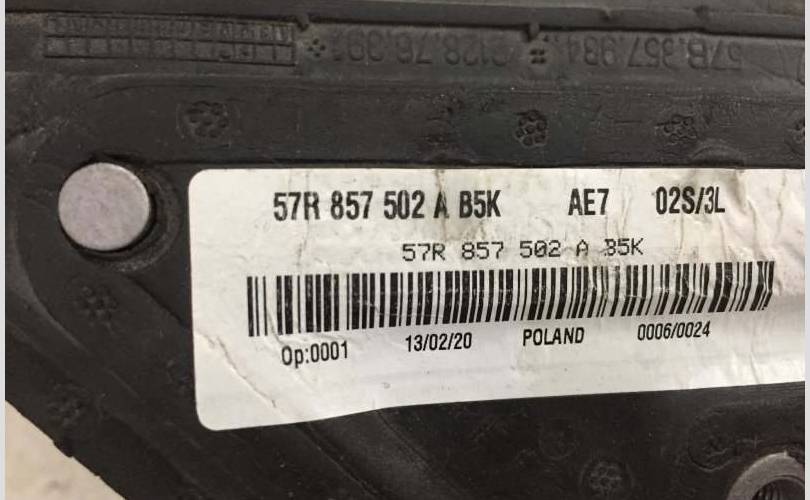 57R 857 502 A B5K AE7 02S/3L
57R 857 502 A B5K
Op:0001 13/02/20 POLAND 0006/0024